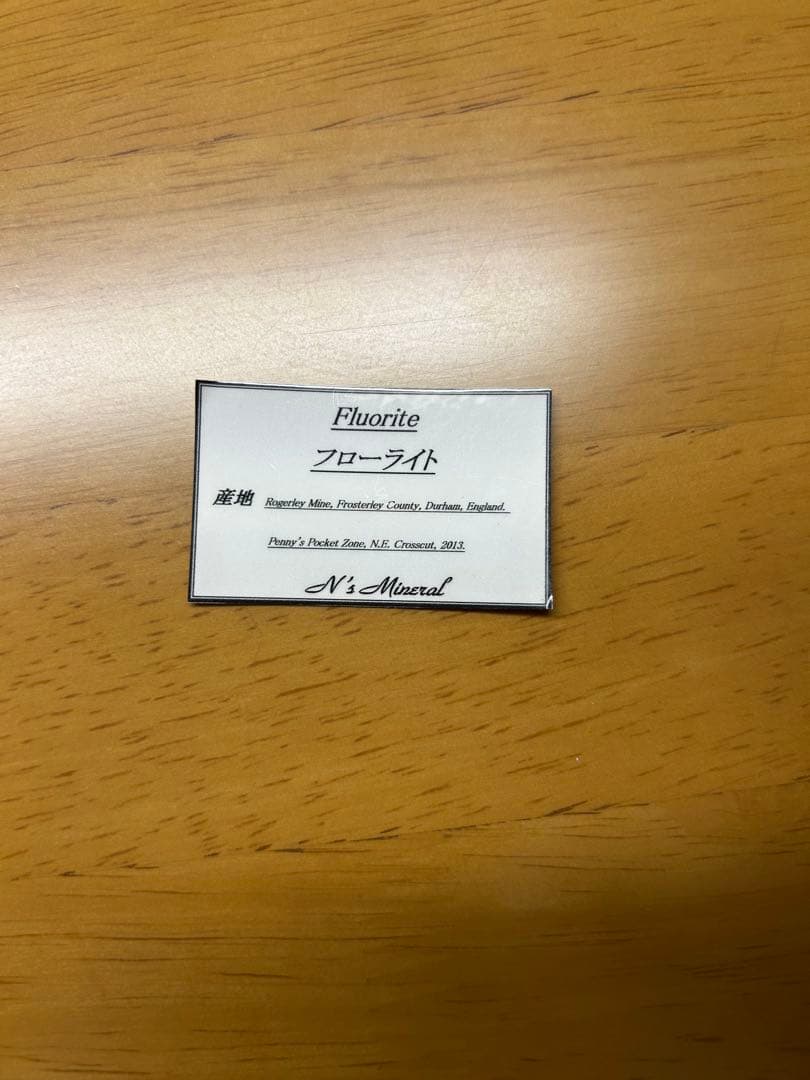 Fluorite
フローライト
産地 Rogerley Mine, Frosterley County, Durham, England.
Penny's Pocket Zone, N.E. Crosscut, 2013.
N's Mineral